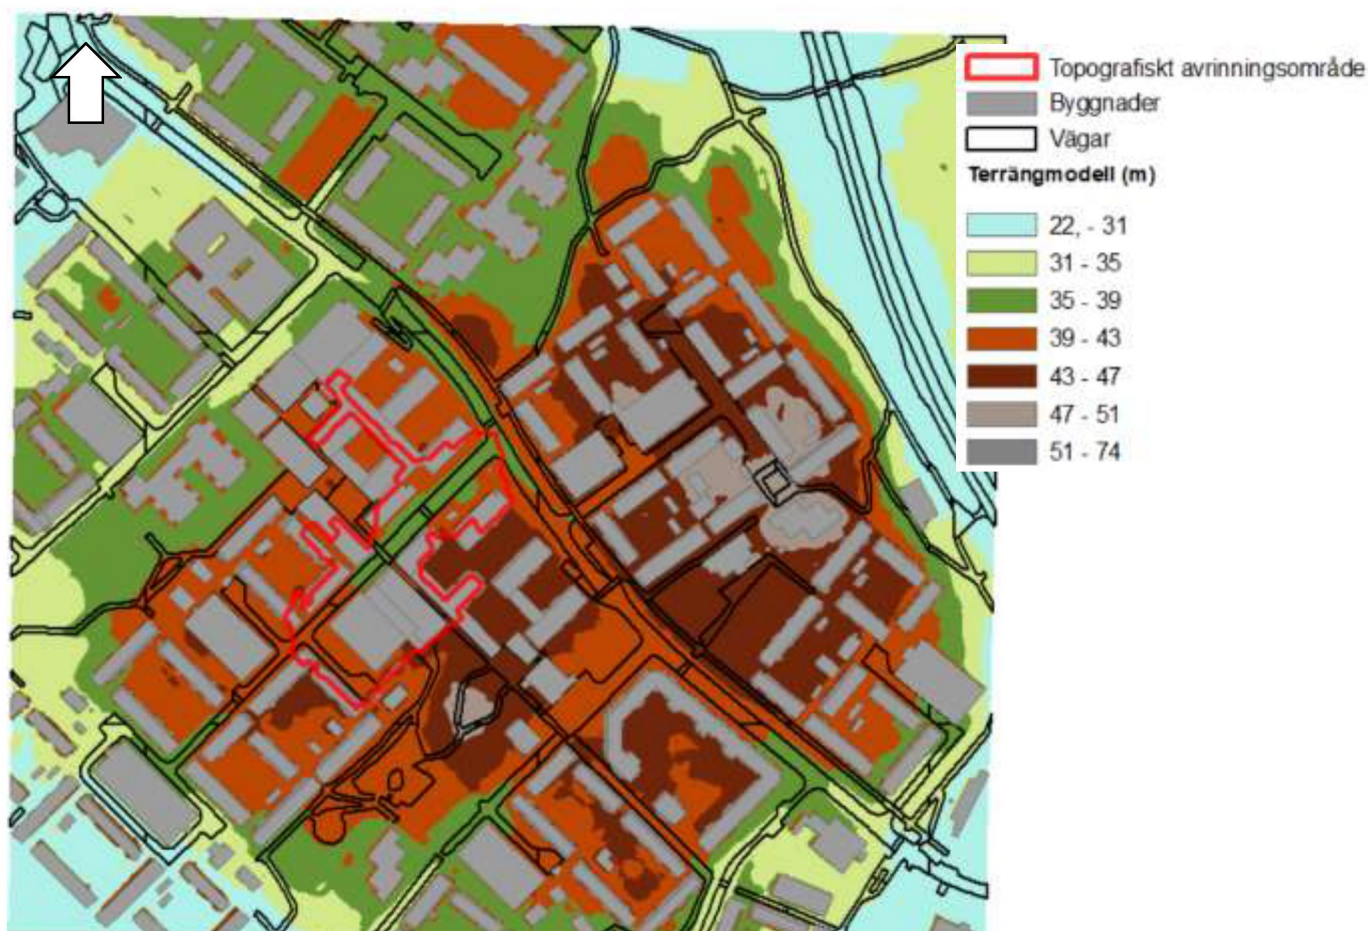 Topografiskt avrinningsområde
Byggnader
Vägar
Terrängmodell (m)
22, - 31
31 - 35
35 - 39
39 - 43
43 - 47
47 - 51
51 - 74